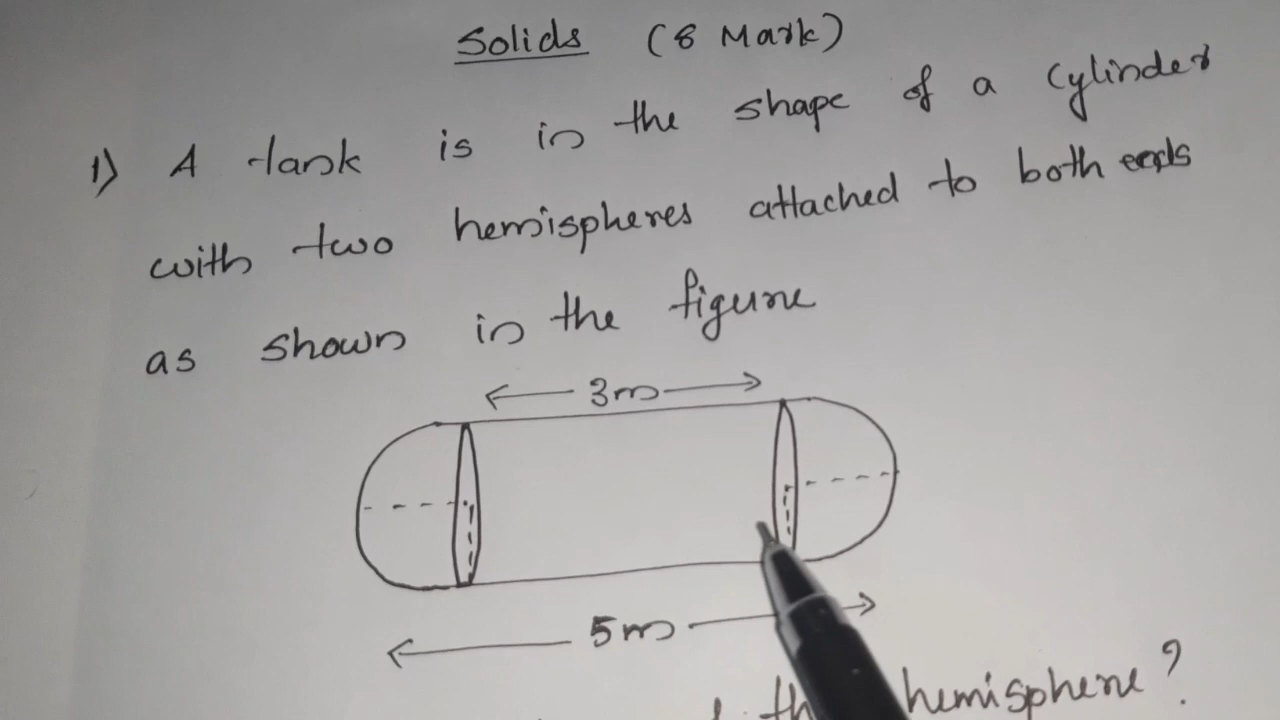 Solids (8 Mark)
1) A tank is in the shape of a cylinder
with two hemispheres attached to both ends
as shown in the figure
3m
5m
hemisphere?